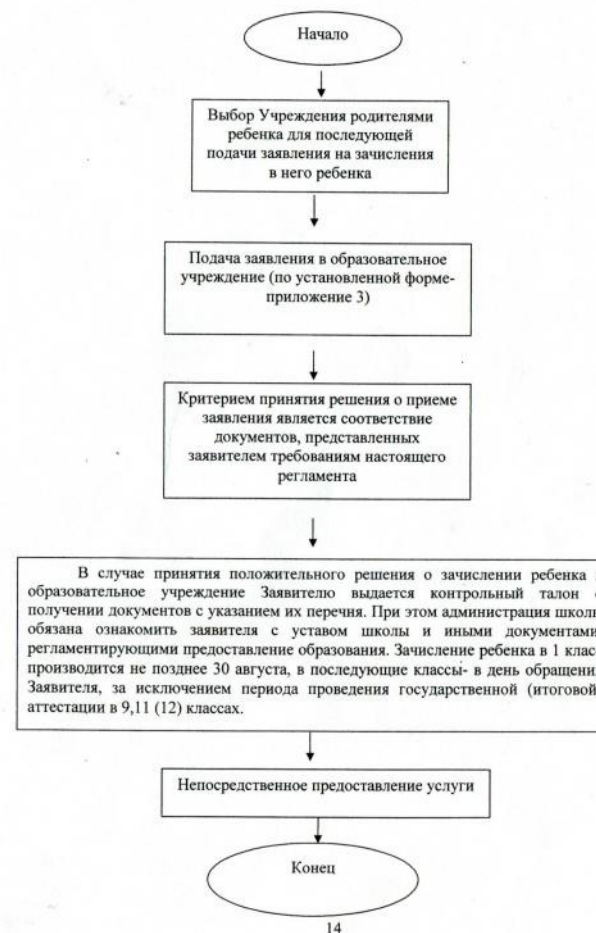 Начало
Выбор Учреждения родителями
ребенка для последующей
подачи заявления на зачисления
в него ребенка
Подача заявления в образовательное
учреждение (по установленной форме-
приложение 3)
Критерием принятия решения о приеме
заявления является соответствие
документов, представленных
заявителем требованиям настоящего
регламента
В случае принятия положительного решения о зачислении ребенка
образовательное учреждение Заявителю выдается контрольный талон
получении документов с указанием их перечня. При этом администрация школы
обязана ознакомить заявителя с уставом школы и иными документами,
регламентирующими предоставление образования. Зачисление ребенка в 1 класс
производится не позднее 30 августа, в последующие классы- в день обращения
Заявителя, за исключением периода проведения государственной (итоговой
аттестации в 9,11 (12) классах.
Непосредственное предоставление услуги
Конец
14